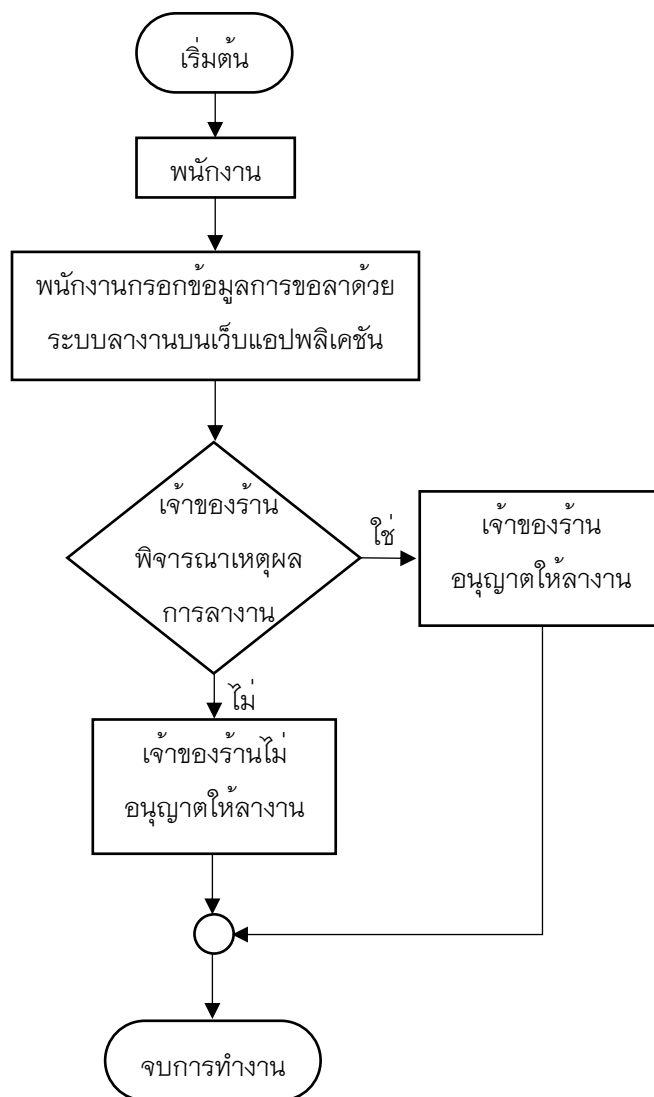 เริ่มต้น
พนักงาน
พนักงานกรอกข้อมูลการขอลาด้วย
ระบบลางานบนเว็บแอปพลิเคชัน
เจ้าของร้าน
พิจารณาเหตุผล
การลางาน
ใช่
เจ้าของร้าน
อนุญาตให้ลางาน
ไม่
เจ้าของร้านไม่
อนุญาตให้ลางาน
จบการทำงาน